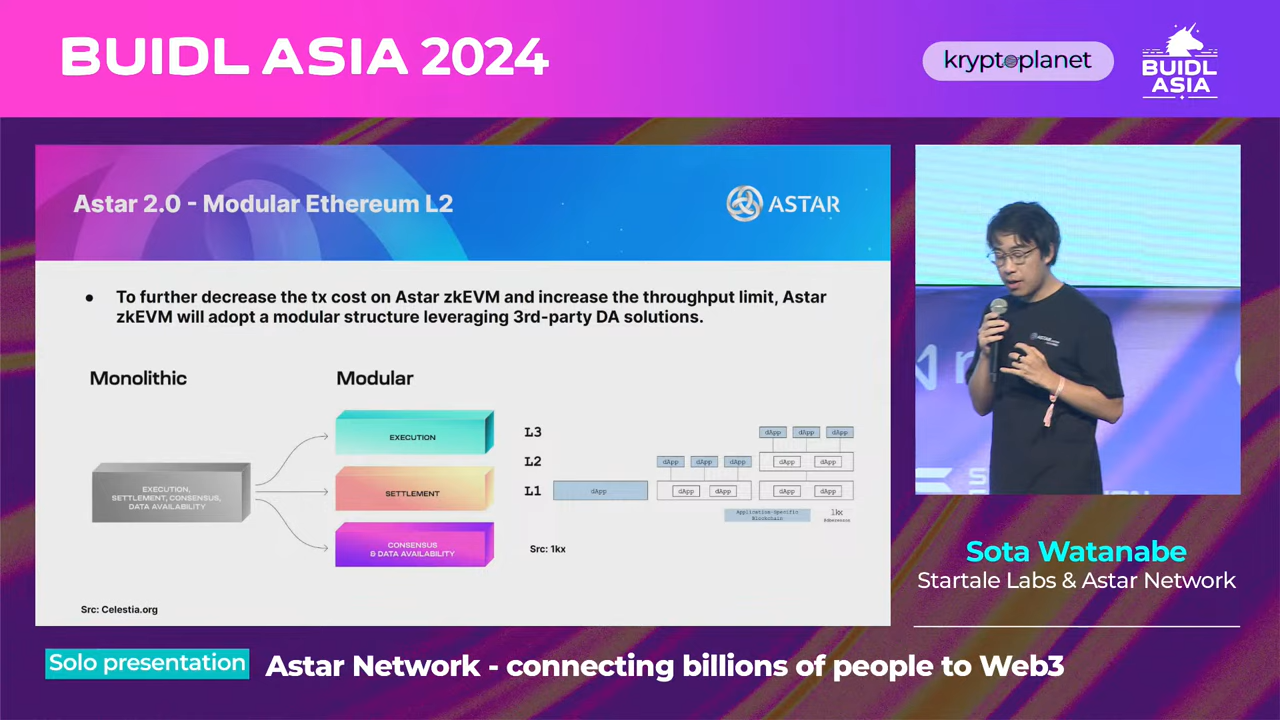 BUIDL ASIA 2024
kryptoplanet
BUIDL
ASIA
Astar 2.0 - Modular Ethereum L2
ASTAR
● To further decrease the tx cost on Astar zkEVM and increase the throughput limit, Astar
zkEVM will adopt a modular structure leveraging 3rd-party DA solutions.
Monolithic
Modular
EXECUTION,
SETTLEMENT, CONSENSUS,
DATA AVAILABILITY
EXECUTION
SETTLEMENT
CONSENSUS
& DATA AVAILABILITY
L3
dApp dApp dApp
L2
dApp dApp dApp dApp dApp
L1
dApp dApp dApp dApp dApp
Application-Specific
Blockchain
1kx
Src: 1kx
Src: Celestia.org
Sota Watanabe
Startale Labs & Astar Network
Solo presentation
Astar Network - connecting billions of people to Web3